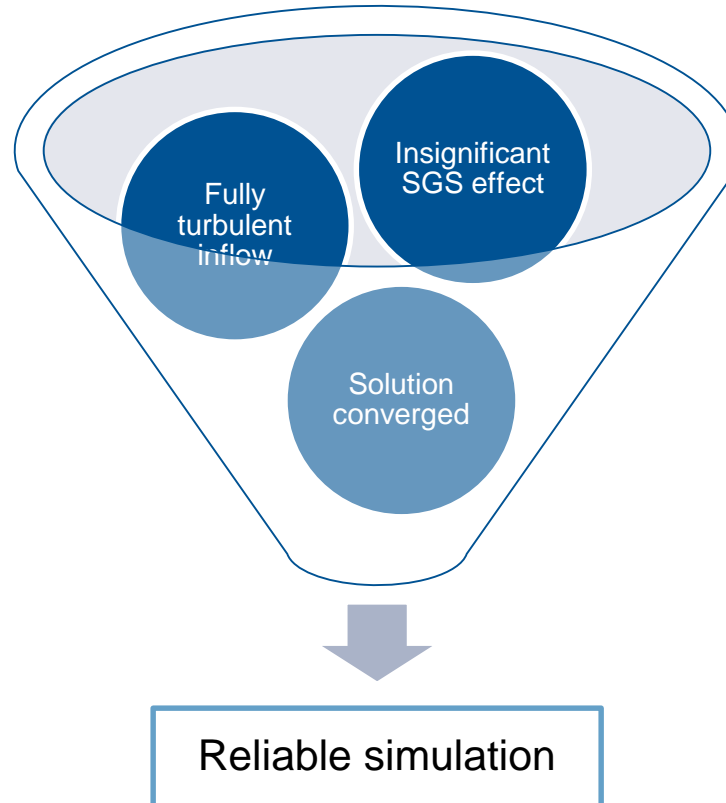 Insignificant
SGS effect
Fully
turbulent
inflow
Solution
converged
Reliable simulation